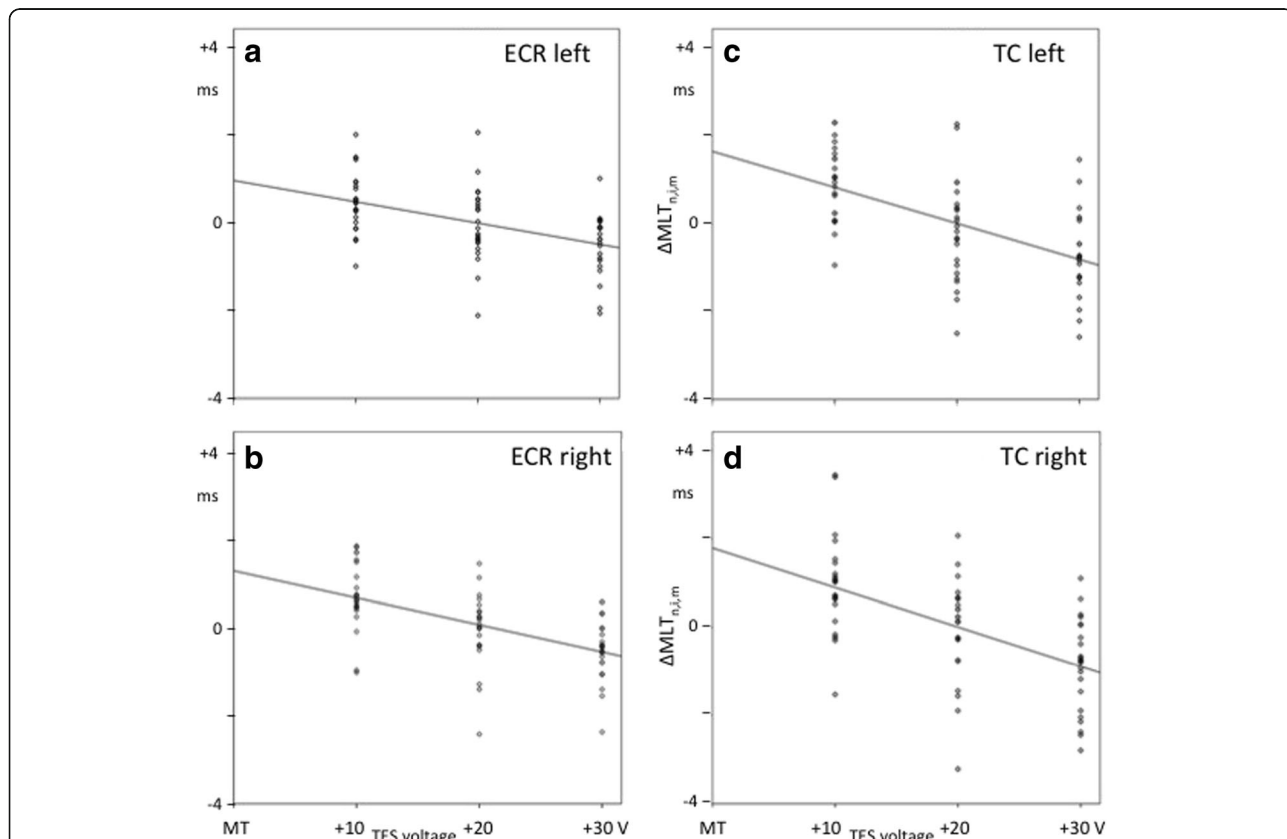 a
ECR left
+4
ms
0
-4
c
TC left
+4
ms
ΔMLTn,i,m
0
-4
b
ECR right
+4
ms
0
-4
MT +10 TES voltage +20 +30 V
d
TC right
+4
ms
ΔMLTn,i,m
0
-4
MT +10 TES voltage +20 +30 V